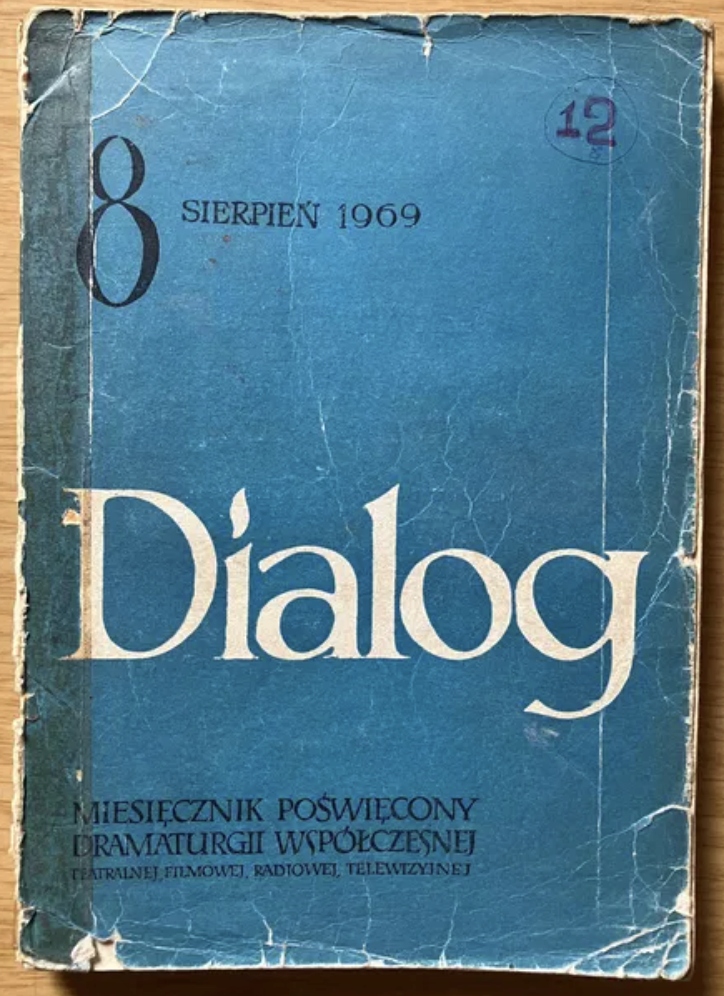 12
8 SIERPIEŃ 1969
Dialog
MIESIĘCZNIK POŚWIĘCONY
DRAMATURGII WSPÓŁCZESNEJ
TEATRALNEJ, FILMOWEJ, RADIOWEJ, TELEWIZYJNEJ